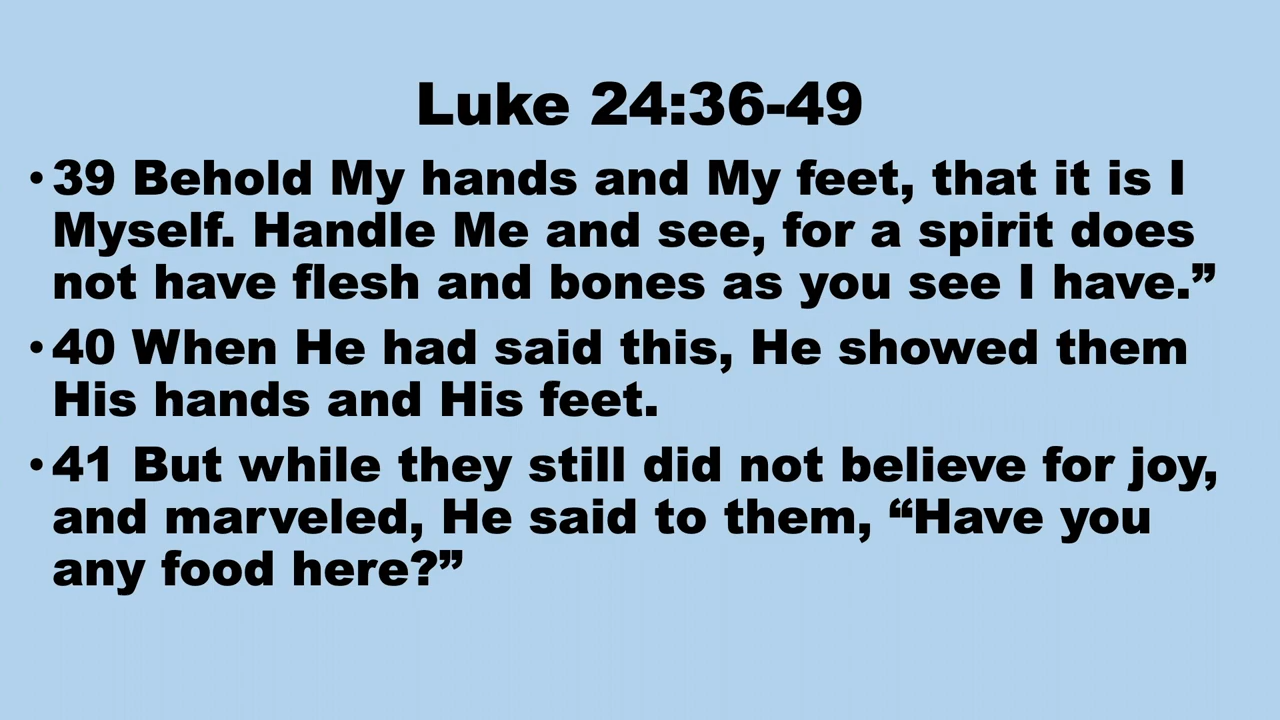 Luke 24:36-49
•39 Behold My hands and My feet, that it is I
Myself. Handle Me and see, for a spirit does
not have flesh and bones as you see I have.”
•40 When He had said this, He showed them
His hands and His feet.
•41 But while they still did not believe for joy,
and marveled, He said to them, “Have you
any food here?”